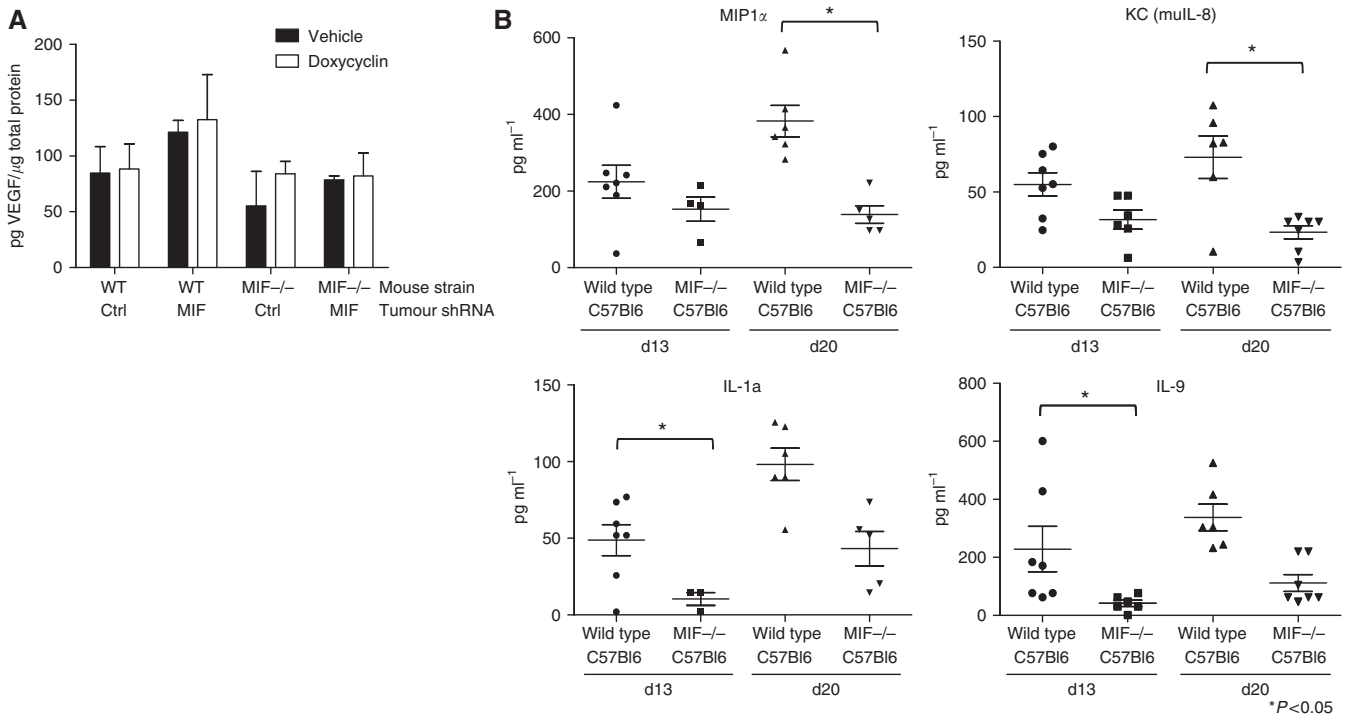 A
pg VEGF/μg total protein
200
150
100
50
0
Vehicle
Doxycyclin
WT WT MIF–/– MIF–/– Mouse strain
Ctrl MIF Ctrl MIF Tumour shRNA
B
MIP1α
*
pg ml–1
600
400
200
0
Wild type MIF–/– Wild type MIF–/–
C57Bl6 C57Bl6 C57Bl6 C57Bl6
d13 d20
KC (muIL-8)
*
pg ml–1
150
100
50
0
Wild type MIF–/– Wild type MIF–/–
C57Bl6 C57Bl6 C57Bl6 C57Bl6
d13 d20
IL-1a
*
pg ml–1
150
100
50
0
Wild type MIF–/– Wild type MIF–/–
C57Bl6 C57Bl6 C57Bl6 C57Bl6
d13 d20
IL-9
*
pg ml–1
800
600
400
200
0
Wild type MIF–/– Wild type MIF–/–
C57Bl6 C57Bl6 C57Bl6 C57Bl6
d13 d20
*P<0.05